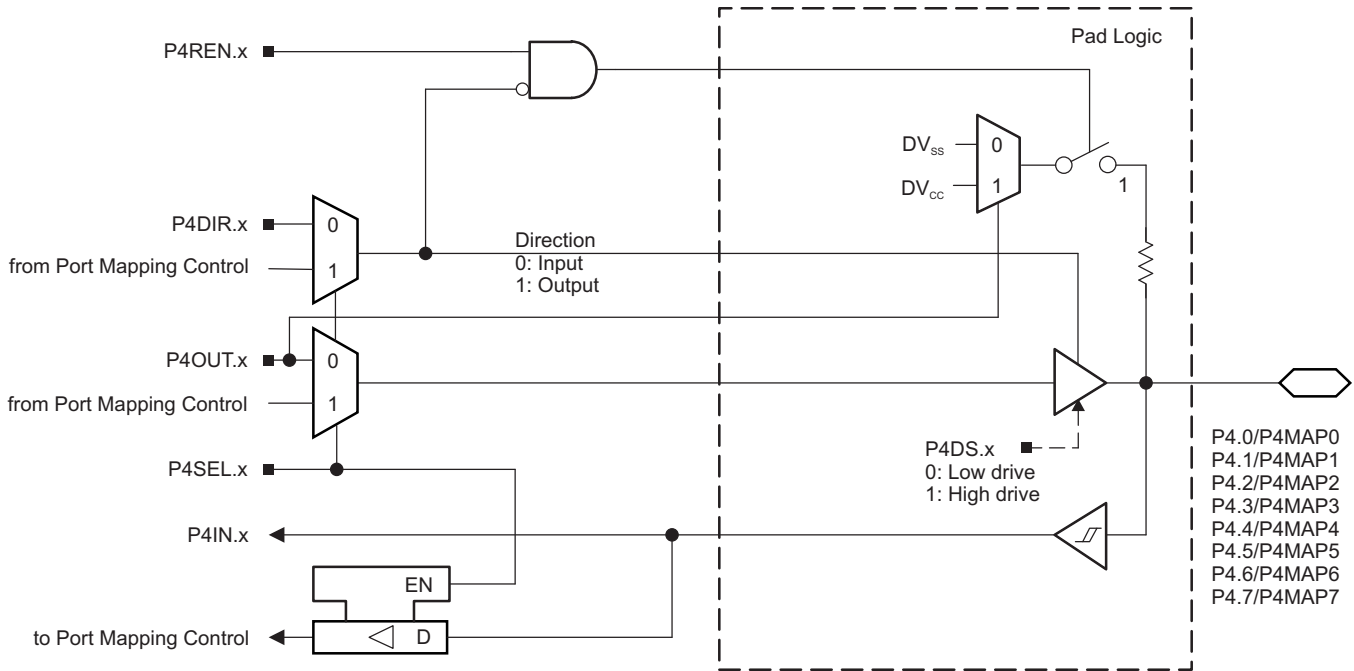 Pad Logic
P4REN.x
DVSS
0
DVCC
1
1
P4DIR.x
0
from Port Mapping Control
1
Direction
0: Input
1: Output
P4OUT.x
0
from Port Mapping Control
1
P4DS.x
0: Low drive
1: High drive
P4SEL.x
P4IN.x
EN
to Port Mapping Control
D
P4.0/P4MAP0
P4.1/P4MAP1
P4.2/P4MAP2
P4.3/P4MAP3
P4.4/P4MAP4
P4.5/P4MAP5
P4.6/P4MAP6
P4.7/P4MAP7